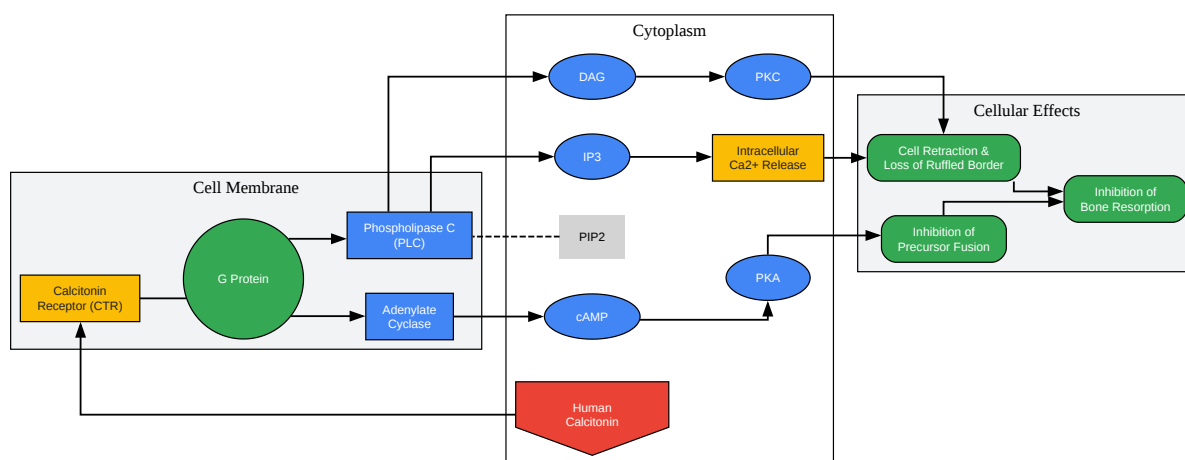 Cytoplasm
DAG
PKC
Cellular Effects
IP3
Intracellular
Ca2+ Release
Cell Retraction &
Loss of Ruffled Border
Cell Membrane
Inhibition of
Bone Resorption
Phospholipase C
(PLC)
PIP2
Inhibition of
Precursor Fusion
G Protein
PKA
Calcitonin
Receptor (CTR)
Adenylate
Cyclase
cAMP
Human
Calcitonin